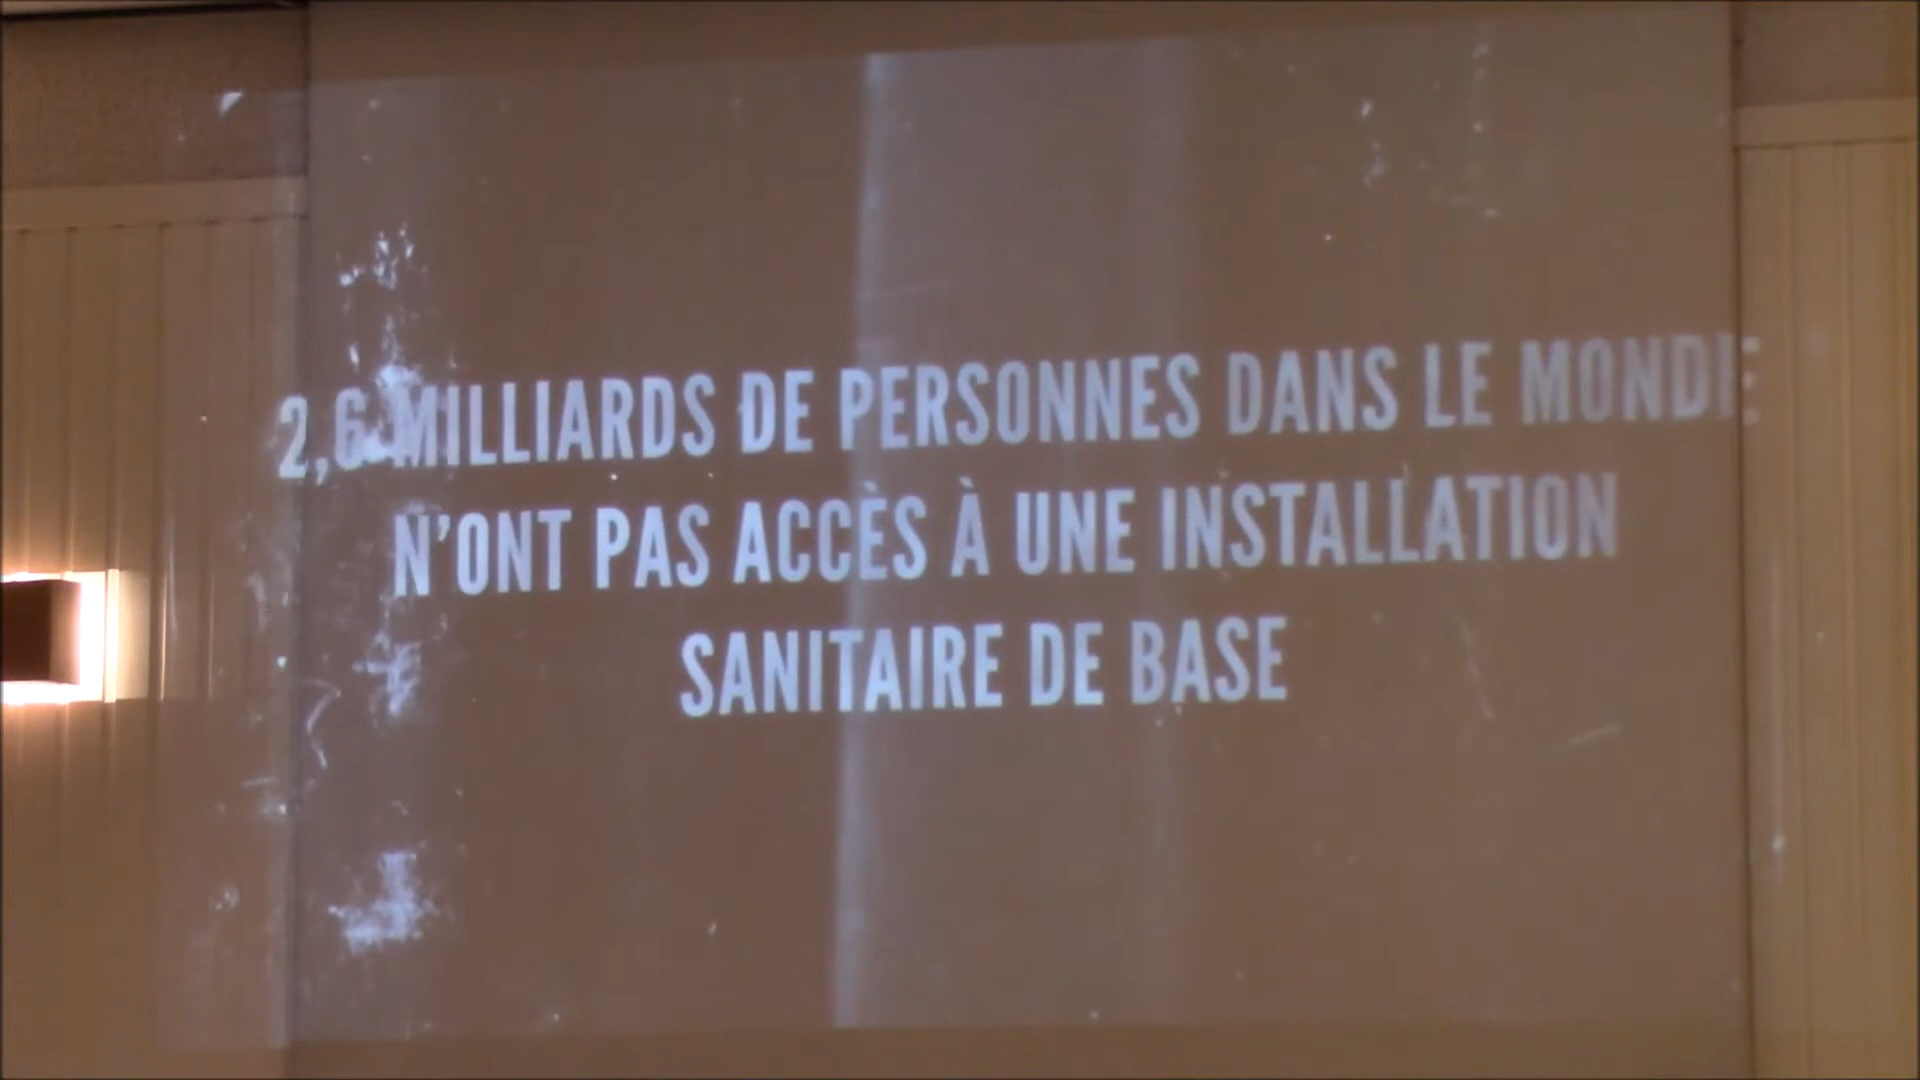 2,6 MILLIARDS DE PERSONNES DANS LE MONDE
N'ONT PAS ACCÈS À UNE INSTALLATION
SANITAIRE DE BASE